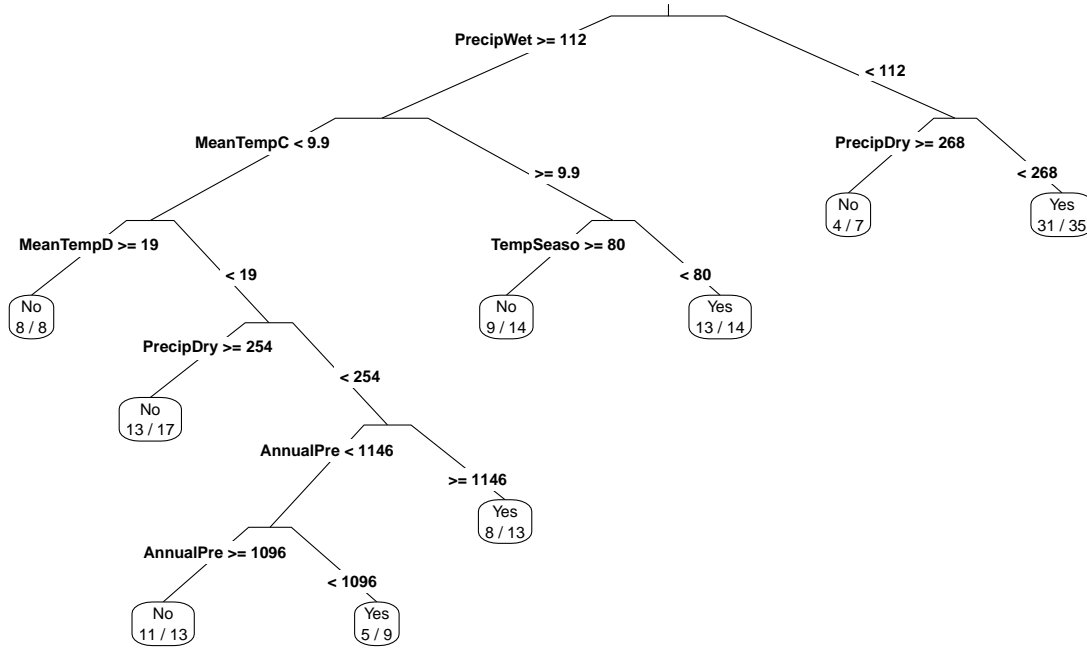 PrecipWet >= 112
< 112
MeanTempC < 9.9
PrecipDry >= 268
>= 9.9
< 268
No
4 / 7
Yes
31 / 35
MeanTempD >= 19
TempSeaso >= 80
< 19
< 80
No
8 / 8
No
9 / 14
Yes
13 / 14
PrecipDry >= 254
< 254
No
13 / 17
AnnualPre < 1146
>= 1146
Yes
8 / 13
AnnualPre >= 1096
< 1096
No
11 / 13
Yes
5 / 9